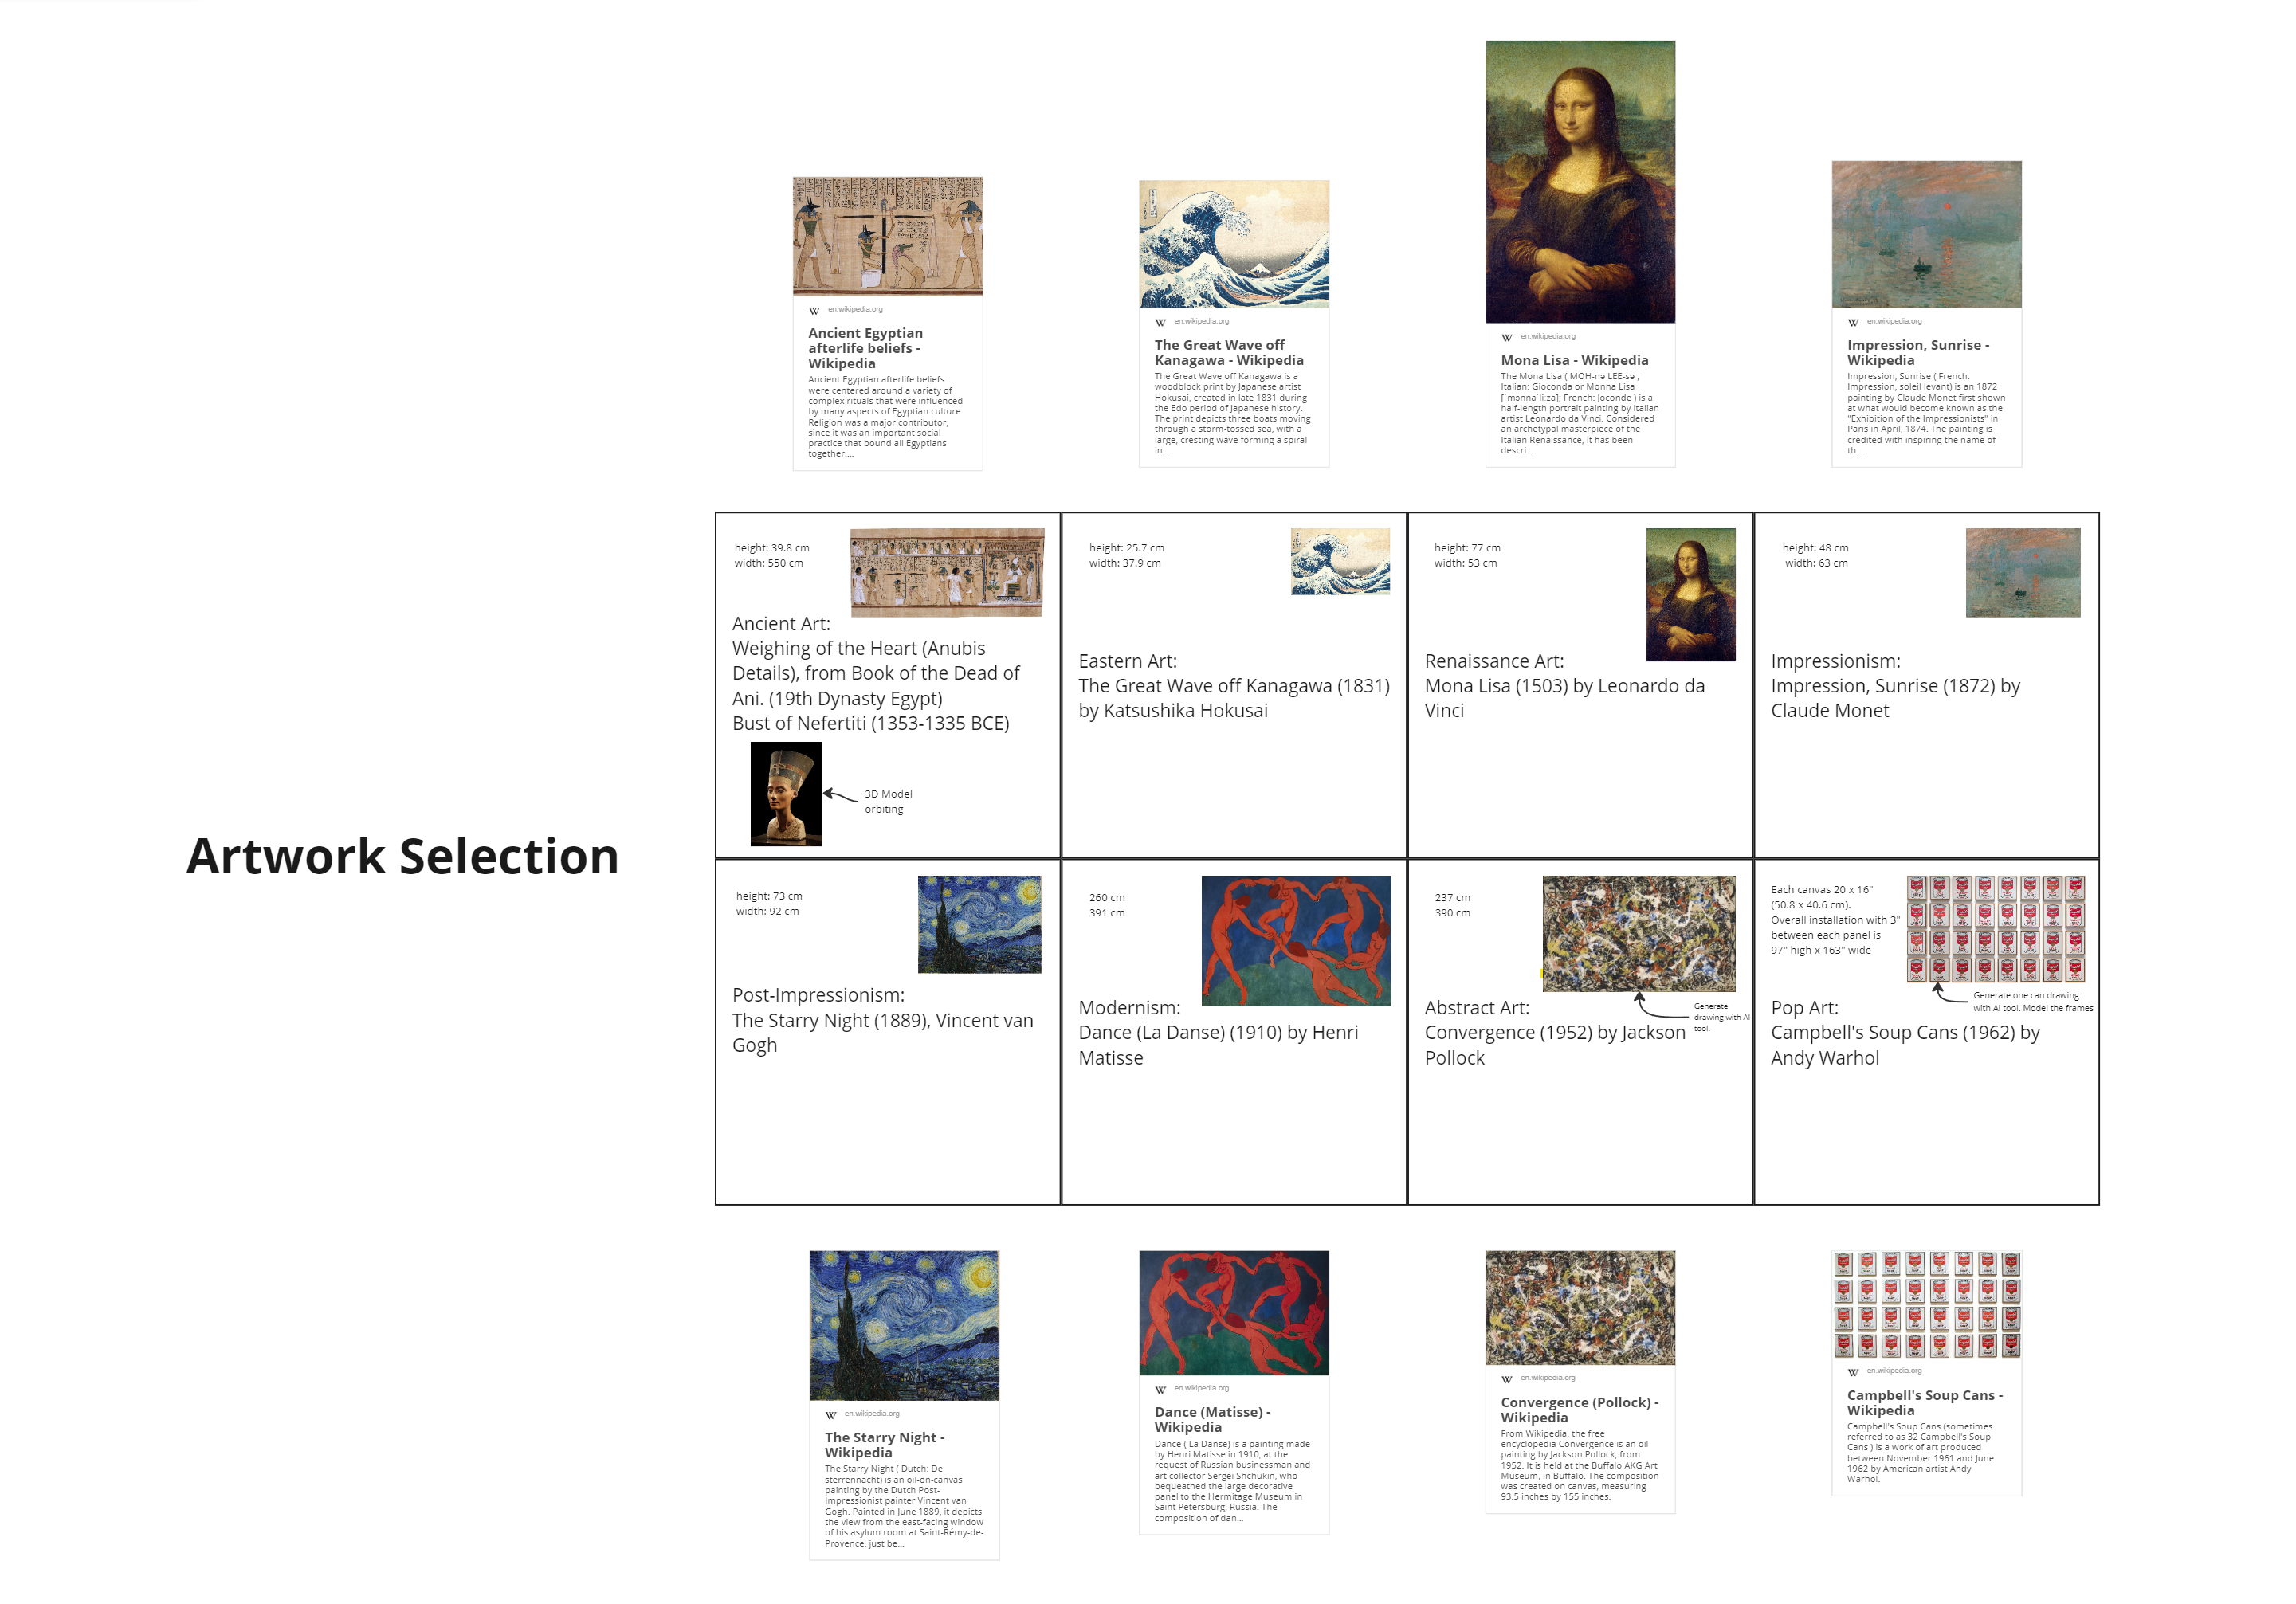 en.wikipedia.org
Ancient Egyptian
afterlife beliefs -
Wikipedia
Ancient Egyptian afterlife beliefs
were centered around a variety of
complex rituals that were influenced
by many aspects of Egyptian culture.
Religion was a major contributor,
since it was an important social
practice that bound all Egyptians
together....
en.wikipedia.org
The Great Wave off
Kanagawa - Wikipedia
The Great Wave off Kanagawa is a
woodblock print by Japanese artist
Hokusai, created in late 1831 during
the Edo period of Japanese history.
The print depicts three boats moving
through a storm-tossed sea, with a
large, cresting wave forming a spiral
in...
en.wikipedia.org
Mona Lisa - Wikipedia
The Mona Lisa ( MOH-nə LEE-sə ;
Italian: Gioconda or Monna Lisa
[ˈmɔnna ˈliːza]; French: Joconde ) is a
half-length portrait painting by Italian
artist Leonardo da Vinci. Considered
an archetypal masterpiece of the
Italian Renaissance, it has been
descri...
en.wikipedia.org
Impression, Sunrise -
Wikipedia
Impression, Sunrise ( French:
Impression, soleil levant) is an 1872
painting by Claude Monet first shown
at what would become known as the
"Exhibition of the Impressionists" in
Paris in April, 1874. The painting is
credited with inspiring the name of
th...
Artwork Selection
height: 39.8 cm
width: 550 cm
Ancient Art:
Weighing of the Heart (Anubis
Details), from Book of the Dead of
Ani. (19th Dynasty Egypt)
Bust of Nefertiti (1353-1335 BCE)
3D Model
orbiting
height: 25.7 cm
width: 37.9 cm
Eastern Art:
The Great Wave off Kanagawa (1831)
by Katsushika Hokusai
height: 77 cm
width: 53 cm
Renaissance Art:
Mona Lisa (1503) by Leonardo da
Vinci
height: 48 cm
width: 63 cm
Impressionism:
Impression, Sunrise (1872) by
Claude Monet
height: 73 cm
width: 92 cm
Post-Impressionism:
The Starry Night (1889), Vincent van
Gogh
260 cm
391 cm
Modernism:
Dance (La Danse) (1910) by Henri
Matisse
237 cm
390 cm
Generate
drawing with AI
tool.
Abstract Art:
Convergence (1952) by Jackson
Pollock
Each canvas 20 x 16"
(50.8 x 40.6 cm).
Overall installation with 3"
between each panel is
97" high x 163" wide
Generate one can drawing
with AI tool. Model the frames
Pop Art:
Campbell's Soup Cans (1962) by
Andy Warhol
en.wikipedia.org
The Starry Night -
Wikipedia
The Starry Night ( Dutch: De
sterrennacht) is an oil-on-canvas
painting by the Dutch Post-
Impressionist painter Vincent van
Gogh. Painted in June 1889, it depicts
the view from the east-facing window
of his asylum room at Saint-Rémy-de-
Provence, just be...
en.wikipedia.org
Dance (Matisse) -
Wikipedia
Dance ( La Danse) is a painting made
by Henri Matisse in 1910, at the
request of Russian businessman and
art collector Sergei Shchukin, who
bequeathed the large decorative
panel to the Hermitage Museum in
Saint Petersburg, Russia. The
composition of dan...
en.wikipedia.org
Convergence (Pollock) -
Wikipedia
From Wikipedia, the free
encyclopedia Convergence is an oil
painting by Jackson Pollock, from
1952. It is held at the Buffalo AKG Art
Museum, in Buffalo. The composition
was created on canvas, measuring
93.5 inches by 155 inches.
en.wikipedia.org
Campbell's Soup Cans -
Wikipedia
Campbell's Soup Cans (sometimes
referred to as 32 Campbell's Soup
Cans ) is a work of art produced
between November 1961 and June
1962 by American artist Andy
Warhol.